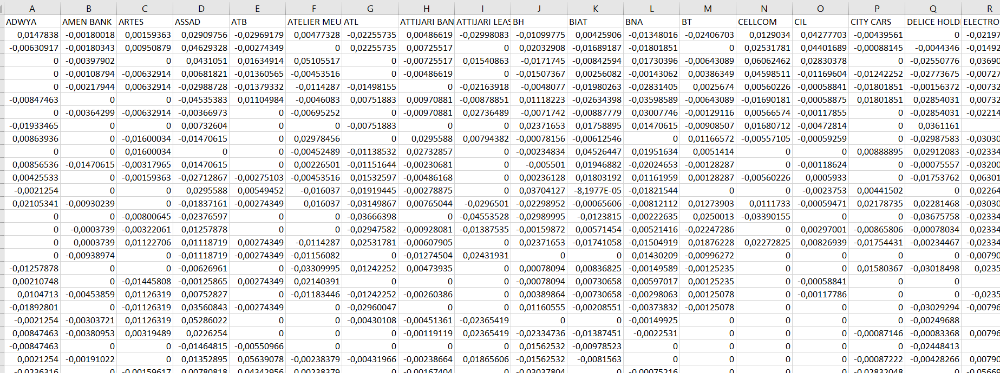 A B C D E F G H I J K L M N O P Q R
ADWYA AMEN BANK ARTES ASSAD ATB ATELIER MEU ATL ATTIJARI BAN ATTIJARI LEAS BH BIAT BNA BT CELLCOM CIL CITY CARS DELICE HOLDI ELECTRO
0,0147838 -0,00180018 0,00159363 0,02909756 -0,02969179 0,00477328 -0,02255735 0,00486619 -0,02998083 -0,01099775 0,00425906 -0,01348016 -0,02406703 0,0129034 0,04277703 -0,00439561 0 -0,02197
-0,00630917 -0,00180343 0,00950879 0,04629328 -0,00274349 0 0,02255735 0,00725517 0 0,02032908 -0,01689187 -0,01801851 0 0,02531781 0,04401689 -0,00088145 -0,0044346 -0,01492
0 -0,00397902 0 0,0431051 0,01634914 0,05105517 0 -0,00725517 0,01540863 -0,0171745 -0,00842594 0,01730396 -0,00643089 0,06062462 0,02830378 0 -0,02550776 0,03690
0 -0,00108794 -0,00632914 0,00681821 -0,01360565 -0,00453516 0 -0,00486619 0 -0,01507367 0,00256082 -0,00143062 0,00386349 0,04598511 -0,01169604 -0,01242252 -0,02773675 -0,00727
0 -0,00217944 0,00632914 -0,02988728 -0,01379332 -0,0114287 -0,01498155 0 -0,02163918 -0,0048077 -0,01980263 -0,02831405 0,0025674 0,00560226 -0,00058841 -0,01801851 -0,00156372 -0,00732
-0,00847463 0 0 -0,04535383 0,01104984 -0,0046083 0,00751883 0,00970881 -0,00878851 0,01118223 -0,02634398 -0,03598589 -0,00643089 -0,01690181 -0,00058875 0,01801851 0,02854031 0,00732
0 -0,00364299 -0,00632914 -0,00366973 0 -0,00695252 0 -0,00970881 0,02736489 -0,0071742 -0,00887779 0,03007746 -0,00129116 0,00566574 -0,00117855 0 -0,02854031 -0,02214
-0,01933465 0 0 0,00732604 0 0 -0,00751883 0 0 0,02371653 0,01758895 0,01470615 -0,00908507 0,01680712 -0,00472814 0 0,0361161
0,00863936 0 -0,01600034 -0,01470615 0 0,02978456 0 0,0295588 0,00794382 -0,00078156 -0,00612546 0 0,01166572 -0,00557105 -0,00059259 0 -0,02987583 -0,03030
0 0 0,01600034 0 0 -0,00452489 -0,01138532 0,02732857 0 -0,00234834 0,04526447 0,01951634 0,0051414 0 0 0,00888895 0,02912083 -0,02334
0,00856536 -0,01470615 -0,00317965 0,01470615 0 0,00226501 -0,01151644 -0,00230681 0 -0,005501 0,01946882 -0,02024653 -0,00128287 0 -0,00118624 0 -0,00075557 -0,03200
0,00425533 0 -0,00159363 -0,02712867 -0,00275103 -0,00453516 0,01532597 -0,00486168 0 0,00236128 0,01803192 0,01161959 0,00128287 -0,00560226 0,0005933 0 -0,01753762 0,06301
-0,0021254 0 0 0,0295588 0,00549452 -0,016037 -0,01919445 -0,00278875 0 0,03704127 -8,1977E-05 -0,01821544 0 0 -0,0023753 0,00441502 0 0,02264
0,02105341 -0,00930239 0 -0,01837161 -0,00274349 0,016037 -0,03149867 0,00765044 -0,0296501 -0,02298952 -0,00065606 -0,00812112 0,01273903 0,0111733 -0,00059471 0,02178735 0,02281468 -0,03030
0 0 -0,00800645 -0,02376597 0 0 -0,03666398 0 -0,04553528 -0,02989995 -0,0123815 -0,00222635 0,0250013 -0,03390155 0 0 -0,03675758 -0,02334
0 -0,0003739 -0,00322061 0,01257878 0 0 -0,02947582 -0,00928081 -0,01387535 -0,00159872 0,00571454 -0,00521416 -0,02247286 0 0,00297001 -0,00865806 -0,00078034 0,02334
0 0,0003739 0,01122706 0,01118719 0,00274349 -0,0114287 0,02531781 -0,00607905 0 0,02371653 -0,01741058 -0,01504919 0,01876228 0,02272825 0,00826939 -0,01754431 -0,00234467 -0,02334
0 -0,00938974 0 -0,01118719 -0,00274349 -0,01156082 0 -0,01274504 0,02431931 0 0 0,01430209 -0,00996272 0 0 0 0 -0,00790
-0,01257878 0 0 -0,00626961 0 -0,03309995 0,01242252 0,00473935 0 0,00078094 0,00836825 -0,00149589 -0,00125235 0 0 0,01580367 -0,03018498 0,0235
0,00210748 0 -0,01445808 -0,00125865 0,00274349 0,02140391 0 0 0 -0,00078094 0,00730658 0,00597017 0,00125235 0 -0,00058841 0 0
0,0104713 -0,00453859 0,01126319 0,00752827 0 -0,01183446 -0,01242252 -0,00260386 0 0,00389864 -0,00730658 -0,00298063 0,00125078 0 -0,00117786 0 0 -0,0235
-0,01892801 0 -0,01126319 0,03560843 -0,00274349 0 -0,02960047 0 0 0,01160555 -0,00208551 -0,00373832 -0,00125078 0 0 0 -0,03029294 -0,00796
-0,0021254 -0,00303721 0,01126319 0,05286022 0 0 -0,00430108 -0,00451361 -0,02365419 0 0 -0,00149925 0 0 0 0 -0,00249688
0,00847463 -0,00380953 0,00319489 0,0226254 0 0 0 -0,00119119 0,02365419 -0,02334736 -0,01387451 -0,0022531 0 0 0 -0,00087146 -0,00083368 0,00796
-0,00847463 0 0 -0,01464815 -0,00550966 0 0 0 0 0,01562532 -0,00978523 0 0 0 0 0 -0,02448413
0,0021254 -0,00191022 0 0,01352895 0,05639078 -0,00238379 -0,00431966 -0,00238664 0,01865606 -0,01562532 -0,0081563 0 0 0 0 -0,00087222 -0,00428266 0,00790
-0,0236316 0 -0,00159617 0,00780818 0,04342956 0,00238379 0 -0,00167404 0 -0,03037804 0 -0,00075216 0 0 0 -0,02832048 0 -0,05669